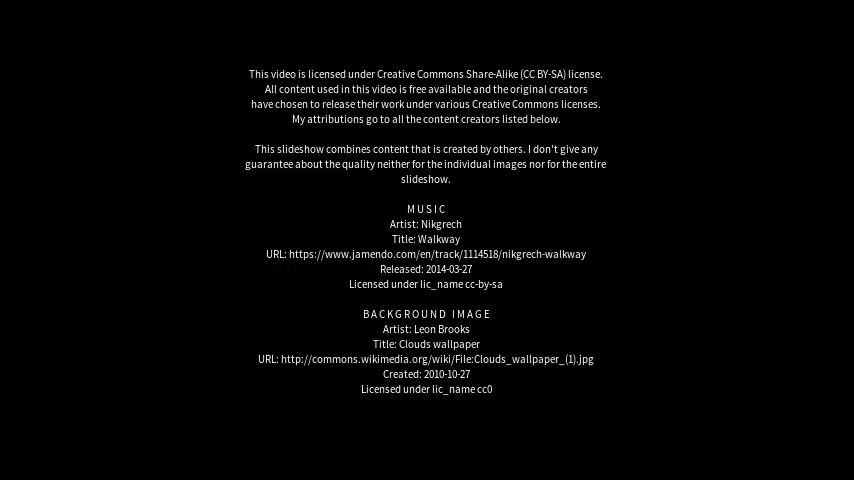 This video is licensed under Creative Commons Share-Alike (CC BY-SA) license.
All content used in this video is free available and the original creators
have chosen to release their work under various Creative Commons licenses.
My attributions go to all the content creators listed below.
This slideshow combines content that is created by others. I don't give any
guarantee about the quality neither for the individual images nor for the entire
slideshow.
MUSIC
Artist: Nikgrech
Title: Walkway
URL: https://www.jamendo.com/en/track/1114518/nikgrech-walkway
Released: 2014-03-27
Licensed under lic_name cc-by-sa
BACKGROUND IMAGE
Artist: Leon Brooks
Title: Clouds wallpaper
URL: http://commons.wikimedia.org/wiki/File:Clouds_wallpaper_(1).jpg
Created: 2010-10-27
Licensed under lic_name cc0